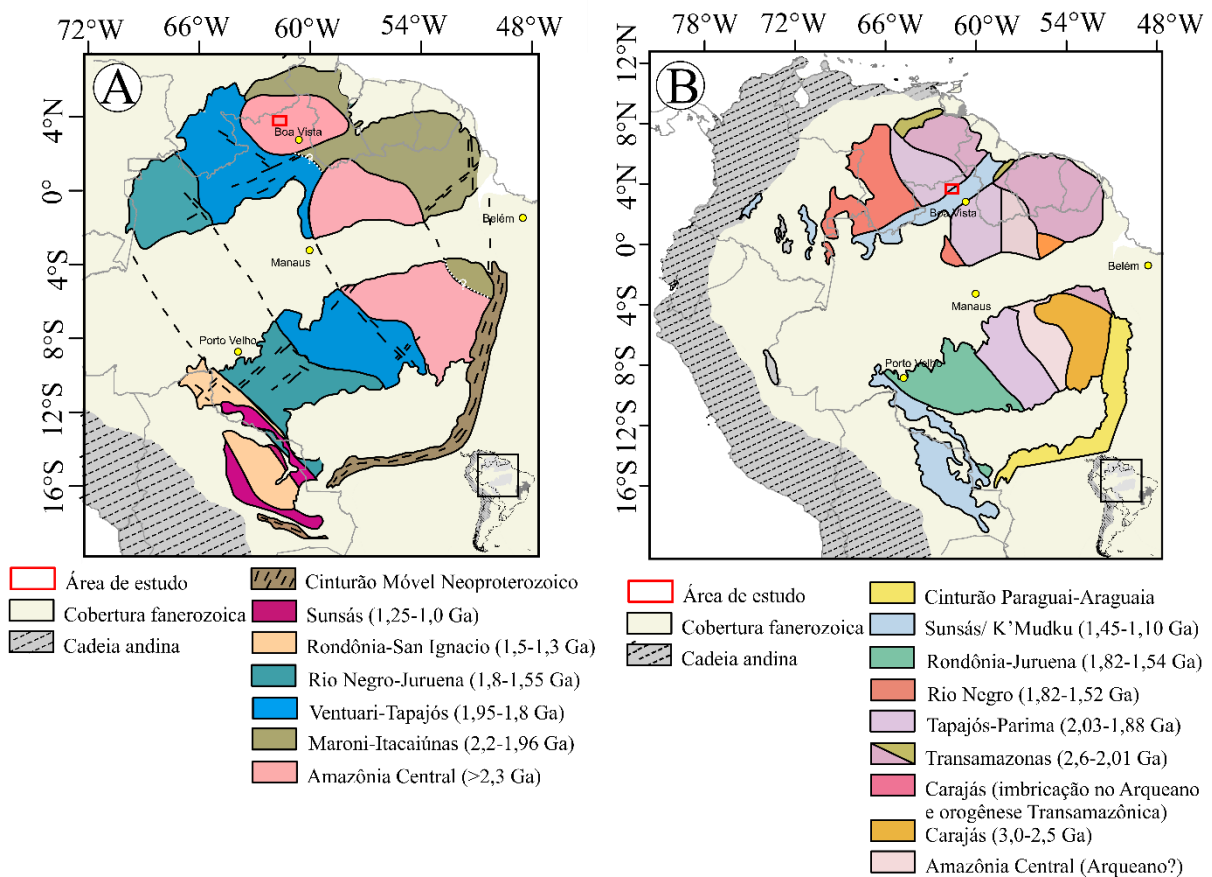 72°W 66°W 60°W 54°W 48°W
A
4°N
0°
4°S
8°S
12°S
16°S
Boa Vista
Belém
Manaus
Porto Velho
?
?
Área de estudo
Cobertura fanerozoica
Cadeia andina
Cinturão Móvel Neoproterozoico
Sunsás (1,25-1,0 Ga)
Rondônia-San Ignacio (1,5-1,3 Ga)
Rio Negro-Juruena (1,8-1,55 Ga)
Ventuari-Tapajós (1,95-1,8 Ga)
Maroni-Itacaiúnas (2,2-1,96 Ga)
Amazônia Central (>2,3 Ga)
78°W 72°W 66°W 60°W 54°W 48°W
B
12°N
8°N
4°N
0°
4°S
8°S
12°S
16°S
Boa Vista
Belém
Manaus
Porto Velho
Área de estudo
Cobertura fanerozoica
Cadeia andina
Cinturão Paraguai-Araguaia
Sunsás/ K’Mudku (1,45-1,10 Ga)
Rondônia-Juruena (1,82-1,54 Ga)
Rio Negro (1,82-1,52 Ga)
Tapajós-Parima (2,03-1,88 Ga)
Transamazonas (2,6-2,01 Ga)
Carajás (imbricação no Arqueano
e orogênese Transamazônica)
Carajás (3,0-2,5 Ga)
Amazônia Central (Arqueano?)